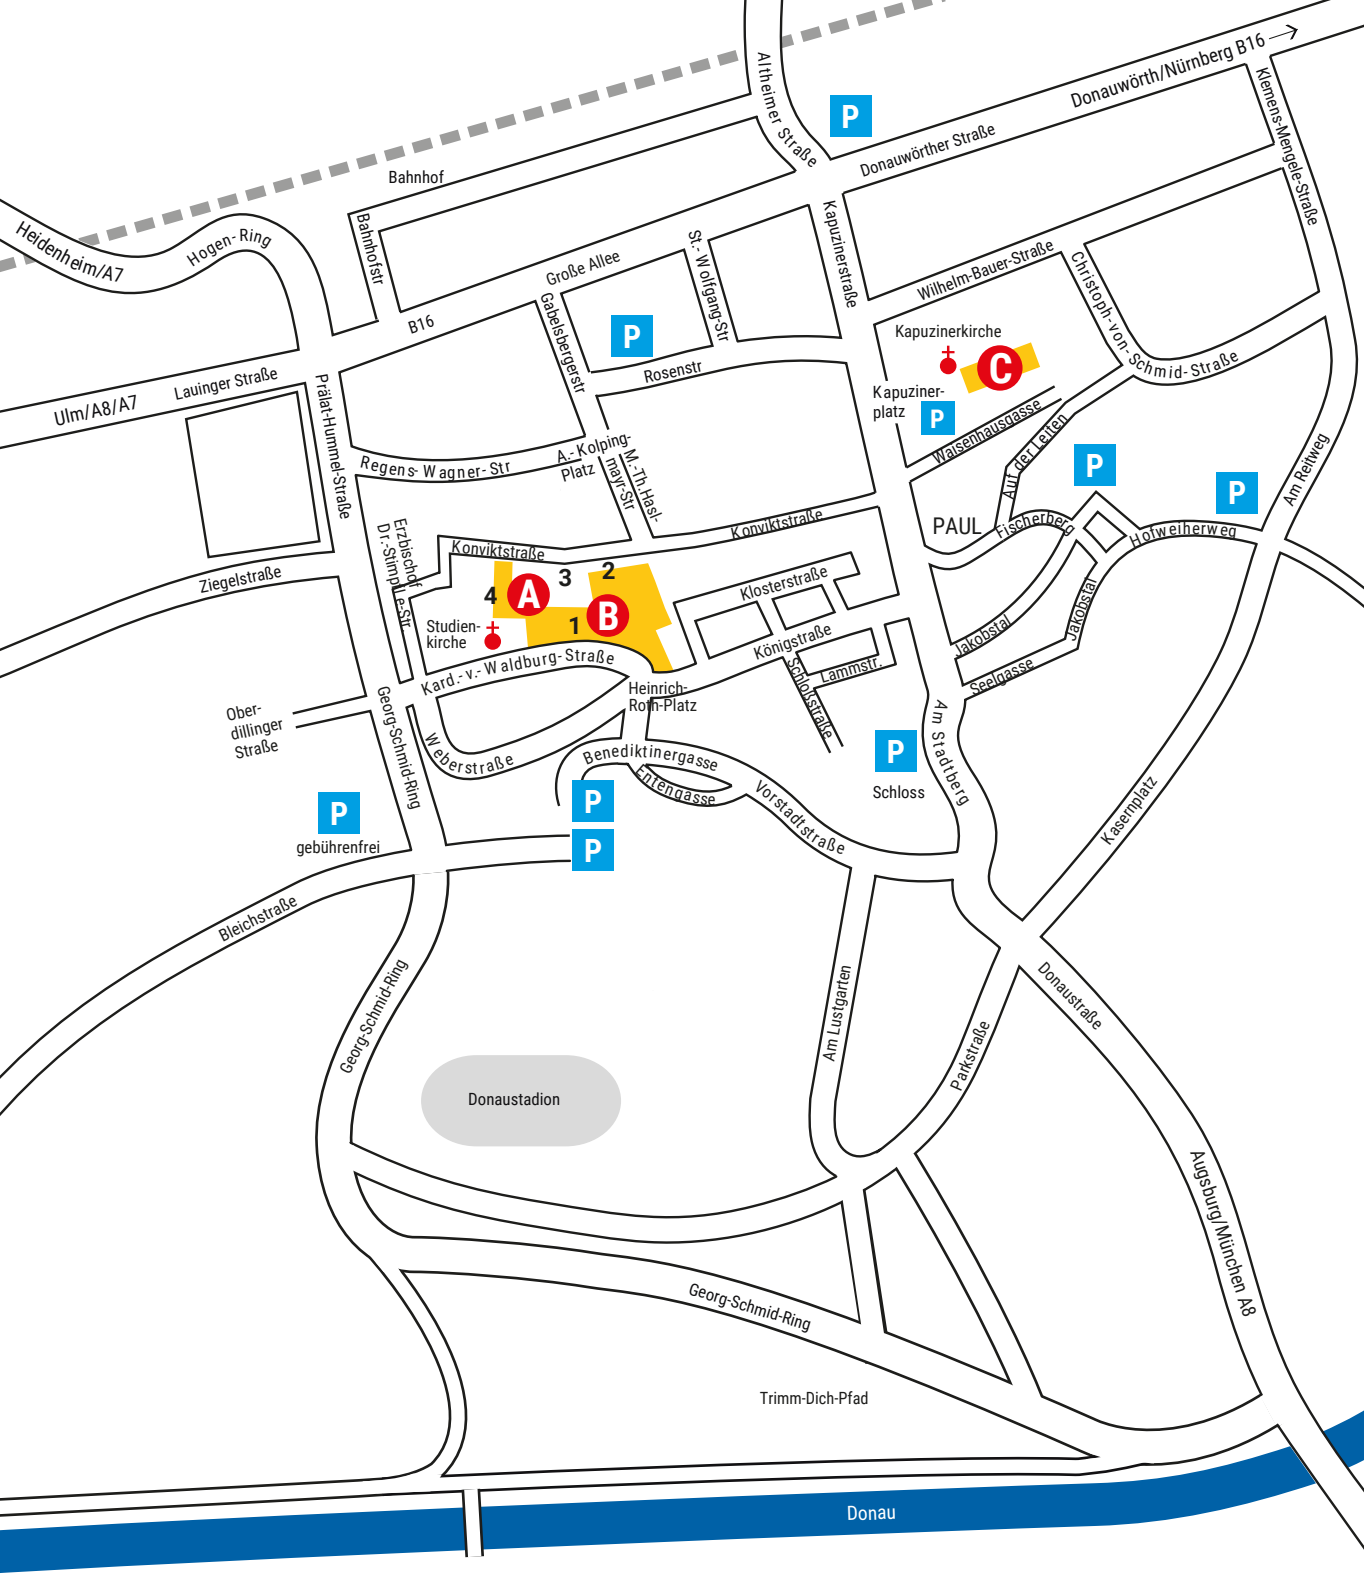 Altheimer Straße
P
Donauwörth/Nürnberg B16
Klemens-Mengele-Straße
Donauwörther Straße
Bahnhof
Heidenheim/A7
Hogen-Ring
Bahnhofstr
Kapuzinerstraße
St.-Wolfgang-Str
Große Allee
Wilhelm-Bauer-Straße
Christoph-von-Schmid-Straße
Gabelsbergerstr
B16
P
Kapuzinerkirche
C
Rosenstr
Lauinger Straße
Ulm/A8/A7
Prälat-Hummel-Straße
Kapuziner-
platz
P
Waisenhausgasse
Auf der Leiten
Am Reitweg
A.-Kolping-
Platz
M.-Th.Hasl-
mayr-Str
Regens-Wagner-Str
P
P
PAUL
Fischerberg
Hofweiherweg
Konviktstraße
Erzbischof
Dr.-Stimpfle-Str.
Konviktstraße
Ziegelstraße
4
A
3
2
1
B
Studien-
kirche
Klosterstraße
Königstraße
Jakobstal
Jakobstal
Seelgasse
Lammstr.
Schloßstraße
Kard.-v.-Waldburg-Straße
Heinrich-
Roth-Platz
Ober-
dillinger
Straße
Georg-Schmid-Ring
Weberstraße
Benediktinergasse
Entengasse
Vorstadtstraße
Am Stadtberg
P
Schloss
Kasernplatz
P
gebührenfrei
P
P
Bleichstraße
Georg-Schmid-Ring
Am Lustgarten
Parkstraße
Donaustraße
Donaustadion
Augsburg/München A8
Georg-Schmid-Ring
Trimm-Dich-Pfad
Donau